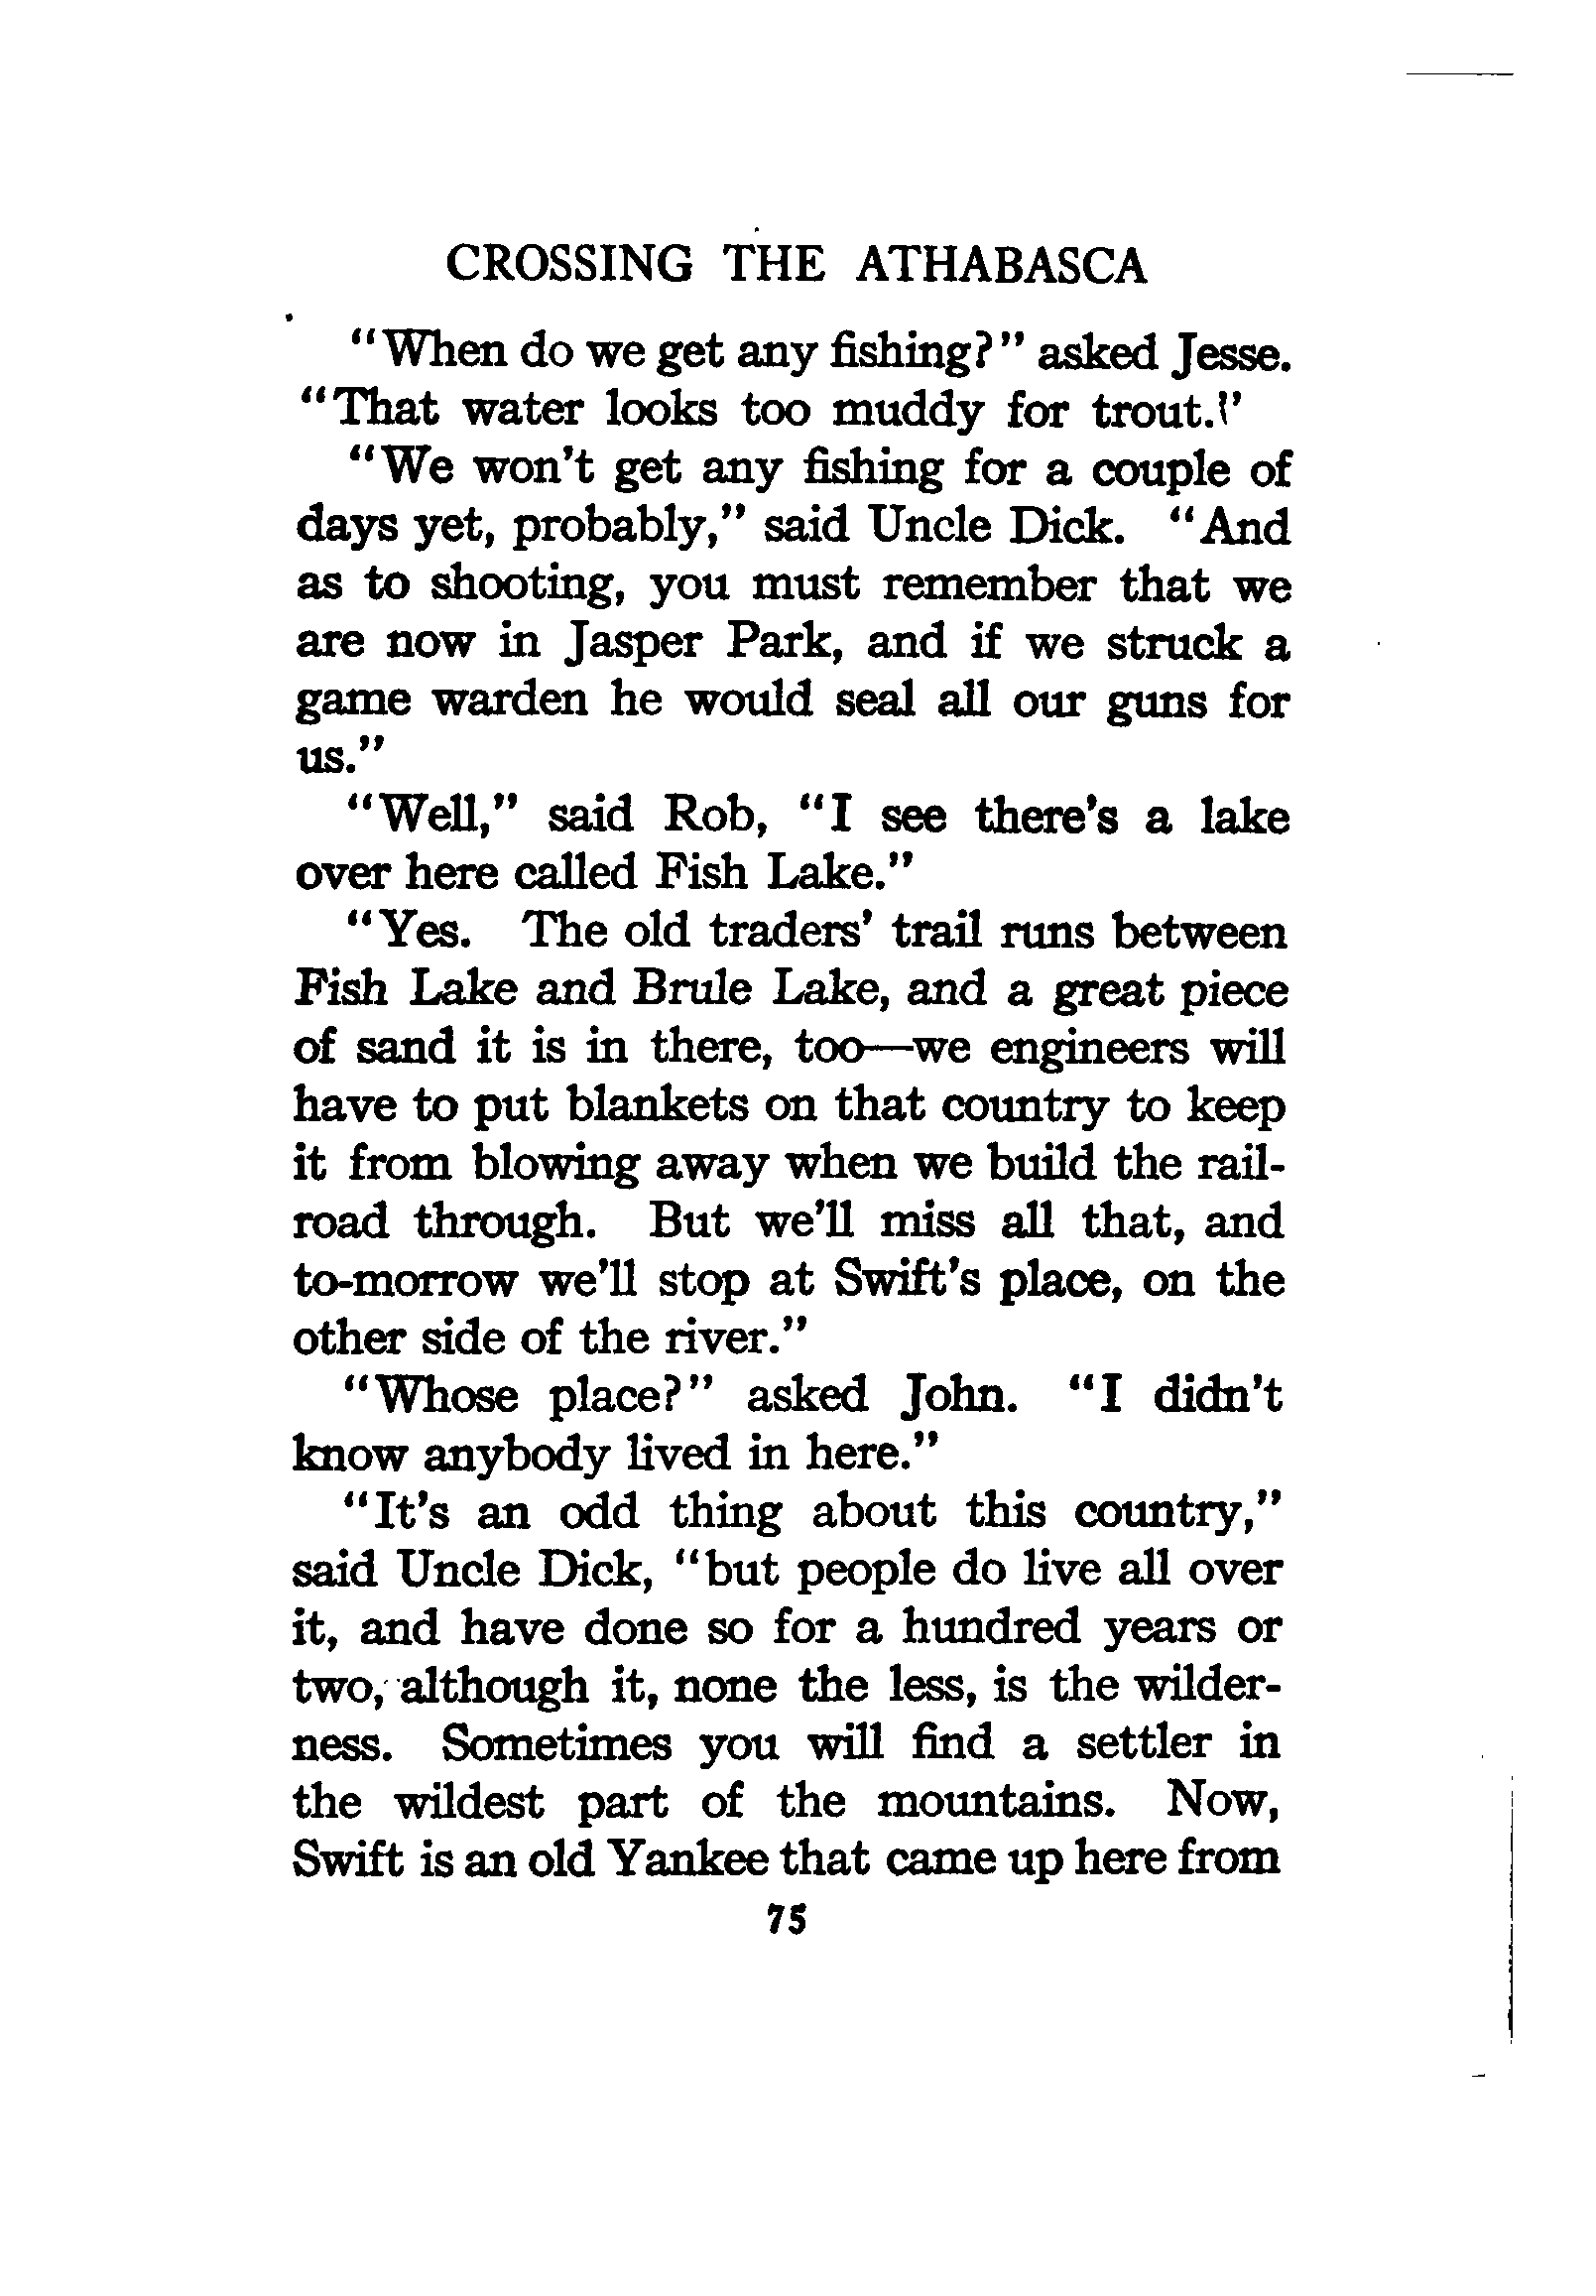 CROSSING THE ATHABASCA
"When do we get any fishing?" asked Jesse.
"That water looks too muddy for trout."
"We won't get any fishing for a couple of
days yet, probably," said Uncle Dick. "And
as to shooting, you must remember that we
are now in Jasper Park, and if we struck a
game warden he would seal all our guns for
us."
"Well," said Rob, "I see there's a lake
over here called Fish Lake."
"Yes. The old traders' trail runs between
Fish Lake and Brule Lake, and a great piece
of sand it is in there, too—we engineers will
have to put blankets on that country to keep
it from blowing away when we build the rail-
road through. But we'll miss all that, and
to-morrow we'll stop at Swift's place, on the
other side of the river."
"Whose place?" asked John. "I didn't
know anybody lived in here."
"It's an odd thing about this country,"
said Uncle Dick, "but people do live all over
it, and have done so for a hundred years or
two, although it, none the less, is the wilder-
ness. Sometimes you will find a settler in
the wildest part of the mountains. Now,
Swift is an old Yankee that came up here from
75